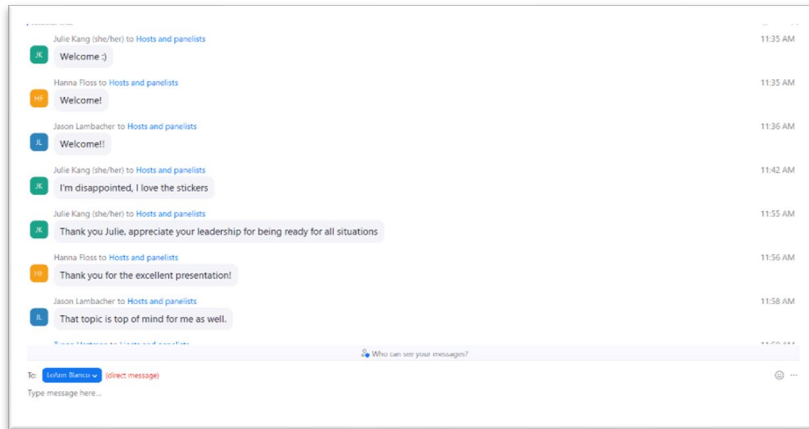 Julie Kang (she/her) to Hosts and panelists 11:35 AM
JK Welcome :)
Hanna Floss to Hosts and panelists 11:35 AM
HF Welcome!
Jason Lambacher to Hosts and panelists 11:36 AM
JL Welcome!!
Julie Kang (she/her) to Hosts and panelists 11:42 AM
JK I'm disappointed, I love the stickers
Julie Kang (she/her) to Hosts and panelists 11:55 AM
JK Thank you Julie, appreciate your leadership for being ready for all situations
Hanna Floss to Hosts and panelists 11:56 AM
HF Thank you for the excellent presentation!
Jason Lambacher to Hosts and panelists 11:58 AM
JL That topic is top of mind for me as well.
to Hosts and panelists
Who can see your messages?
To: Blanco (direct message)
Type message here...